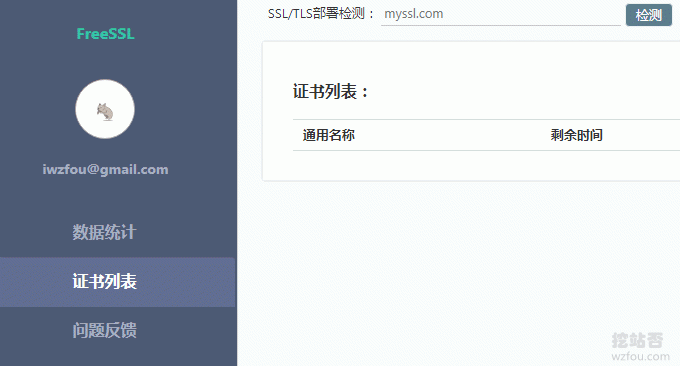 FreeSSL
iwzfou@gmail.com
数据统计
证书列表
问题反馈
SSL/TLS部署检测： myssl.com 检测
证书列表：
通用名称 剩余时间
挖站否
wzfou.com